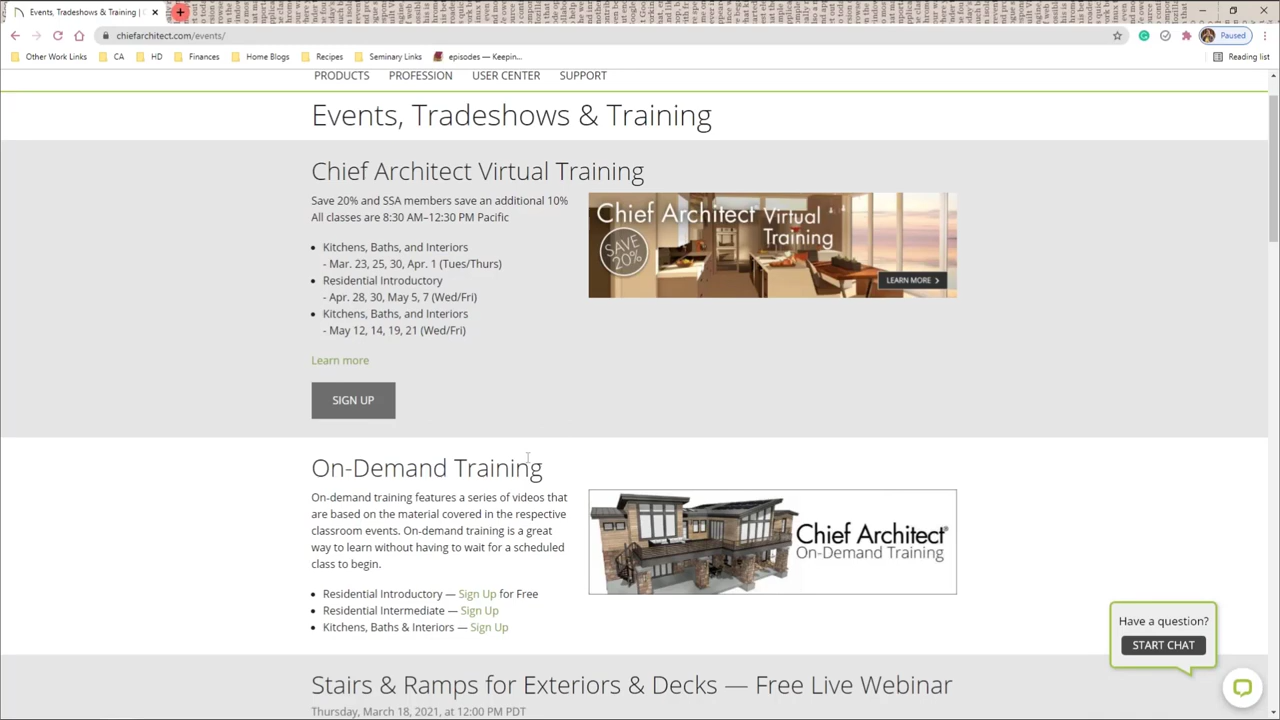 Events, Tradeshows & Training |
chiefarchitect.com/events/
Paused
Other Work Links
CA
HD
Finances
Home Blogs
Recipes
Seminary Links
episodes — Keepin...
Reading list
PRODUCTS
PROFESSION
USER CENTER
SUPPORT
Events, Tradeshows & Training
Chief Architect Virtual Training
Save 20% and SSA members save an additional 10%
All classes are 8:30 AM–12:30 PM Pacific
• Kitchens, Baths, and Interiors
- Mar. 23, 25, 30, Apr. 1 (Tues/Thurs)
• Residential Introductory
- Apr. 28, 30, May 5, 7 (Wed/Fri)
• Kitchens, Baths, and Interiors
- May 12, 14, 19, 21 (Wed/Fri)
Learn more
SIGN UP
Chief Architect® Virtual
Training
SAVE
20%
LEARN MORE >
On-Demand Training
On-demand training features a series of videos that
are based on the material covered in the respective
classroom events. On-demand training is a great
way to learn without having to wait for a scheduled
class to begin.
• Residential Introductory — Sign Up for Free
• Residential Intermediate — Sign Up
• Kitchens, Baths & Interiors — Sign Up
Chief Architect®
On-Demand Training
Have a question?
START CHAT
Stairs & Ramps for Exteriors & Decks — Free Live Webinar
Thursday, March 18, 2021, at 12:00 PM PDT